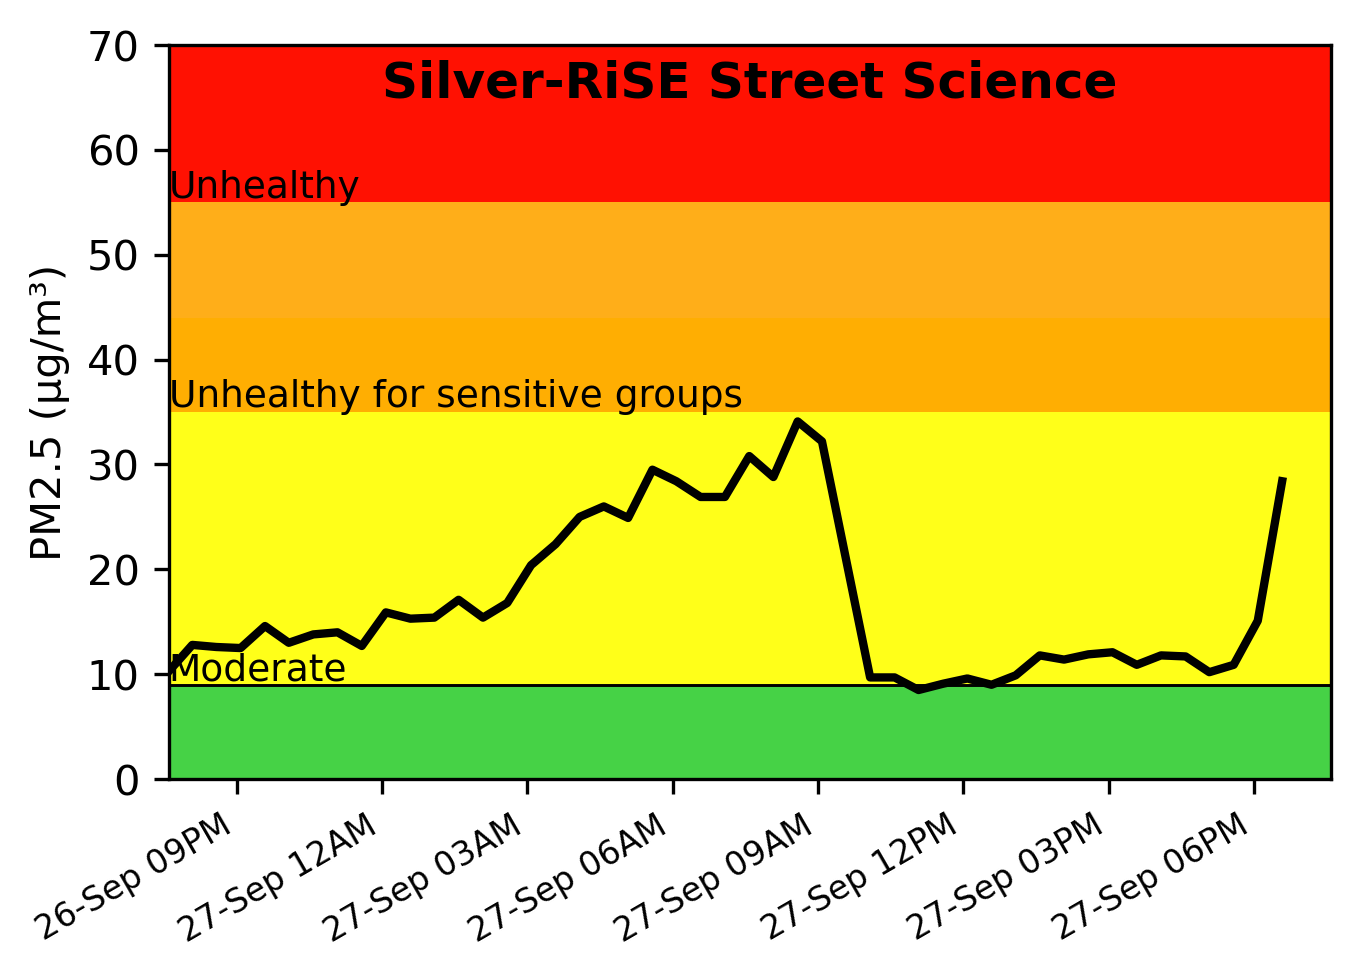 Silver-RiSE Street Science
70
60
50
40
30
20
10
0
PM2.5 (µg/m³)
Unhealthy
Unhealthy for sensitive groups
Moderate
26-Sep 09PM
27-Sep 12AM
27-Sep 03AM
27-Sep 06AM
27-Sep 09AM
27-Sep 12PM
27-Sep 03PM
27-Sep 06PM